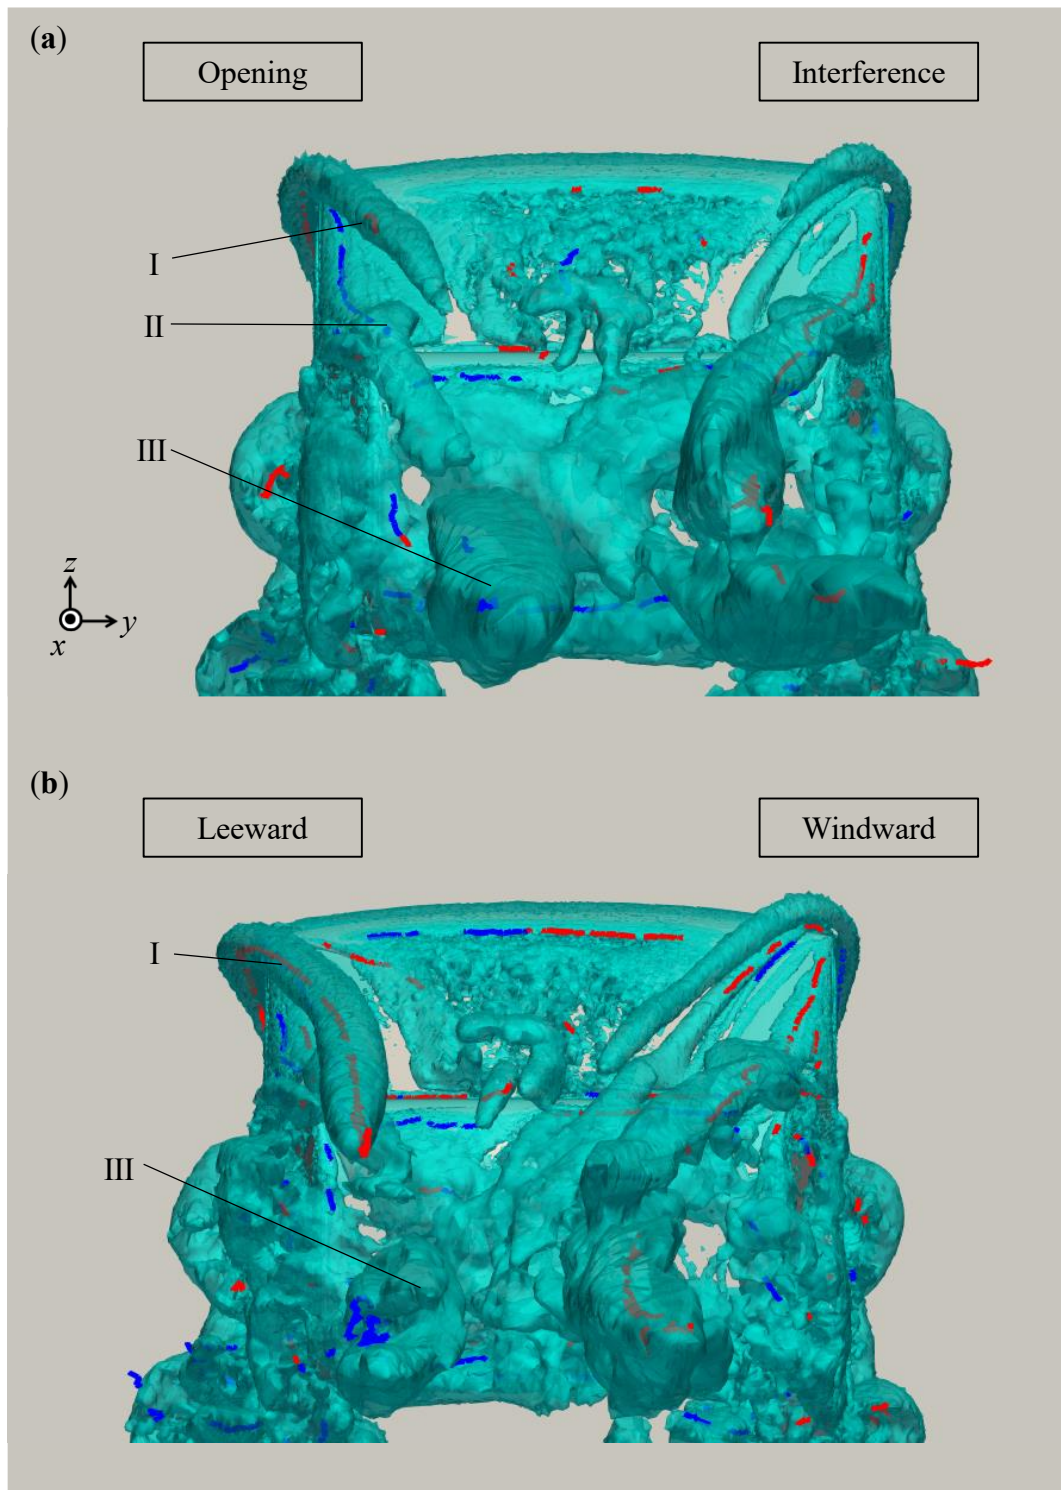 (a)
Opening
Interference
I
II
III
z
y
x
(b)
Leeward
Windward
I
III